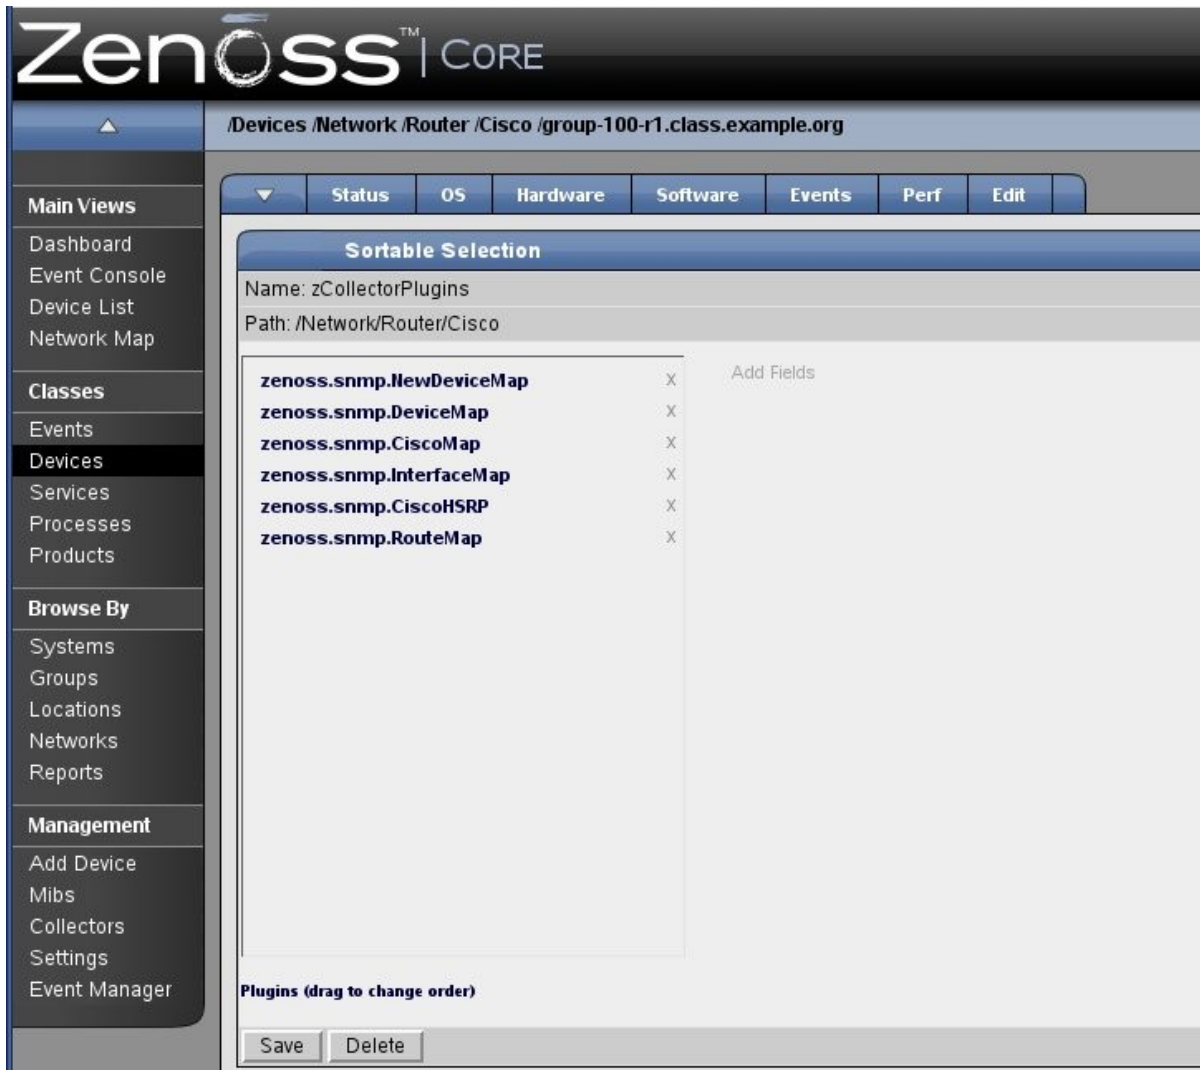 Zenoss™ | Core
/Devices /Network /Router /Cisco /group-100-r1.class.example.org
Main Views
Dashboard
Event Console
Device List
Network Map
Classes
Events
Devices
Services
Processes
Products
Browse By
Systems
Groups
Locations
Networks
Reports
Management
Add Device
Mibs
Collectors
Settings
Event Manager
Status OS Hardware Software Events Perf Edit
Sortable Selection
Name: zCollectorPlugins
Path: /Network/Router/Cisco
zenoss.snmp.NewDeviceMap X
zenoss.snmp.DeviceMap X
zenoss.snmp.CiscoMap X
zenoss.snmp.InterfaceMap X
zenoss.snmp.CiscoHSRP X
zenoss.snmp.RouteMap X
Add Fields
Plugins (drag to change order)
Save Delete